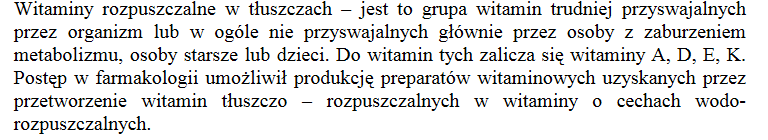 Witaminy rozpuszczalne w tłuszczach – jest to grupa witamin trudniej przyswajalnych
przez organizm lub w ogóle nie przyswajalnych głównie przez osoby z zaburzeniem
metabolizmu, osoby starsze lub dzieci. Do witamin tych zalicza się witaminy A, D, E, K.
Postęp w farmakologii umożliwił produkcję preparatów witaminowych uzyskanych przez
przetworzenie witamin tłuszczo – rozpuszczalnych w witaminy o cechach wodo-
rozpuszczalnych.